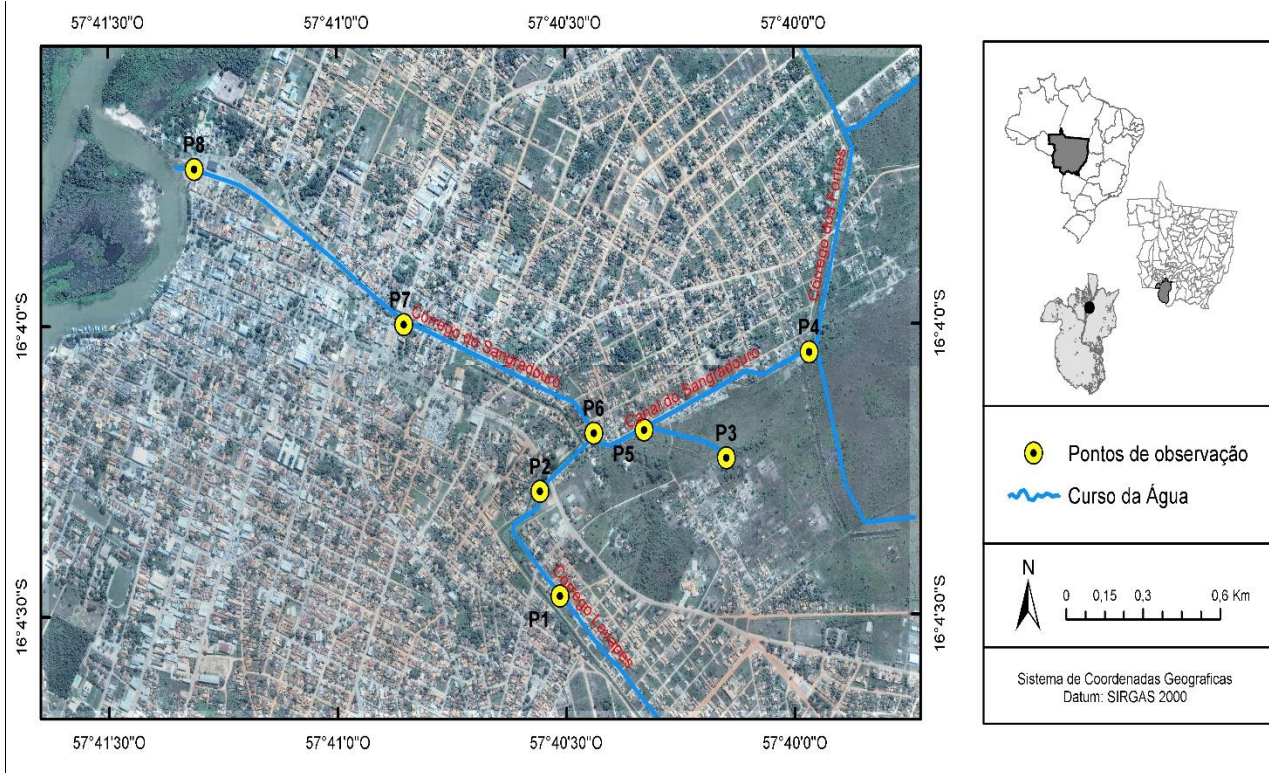 57°41'30"O
57°41'0"O
57°40'30"O
57°40'0"O
P8
Córrego dos Fontes
16°4'0"S
16°4'0"S
P7
Córrego do Sangradouro
P4
Canal do Sangradouro
P6
P5
P3
P2
16°4'30"S
16°4'30"S
Córrego Lavapés
P1
57°41'30"O
57°41'0"O
57°40'30"O
57°40'0"O
Pontos de observação
Curso da Água
N
0 0,15 0,3 0,6 Km
Sistema de Coordenadas Geograficas
Datum: SIRGAS 2000